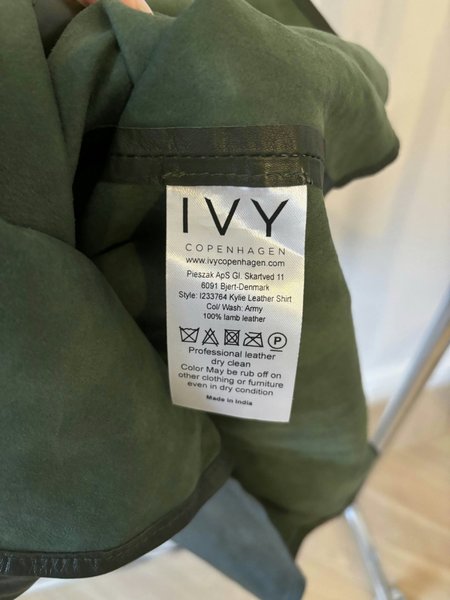 IVY
COPENHAGEN
www.ivycopenhagen.com
Pieszak ApS Gl. Skartved 11
6091 Bjert-Denmark
Style: I233764 Kylie Leather Shirt
Col/ Wash: Army
100% lamb leather
P
Professional leather
dry clean
Color May be rub off on
other clothing or furniture
even in dry condition
Made in India